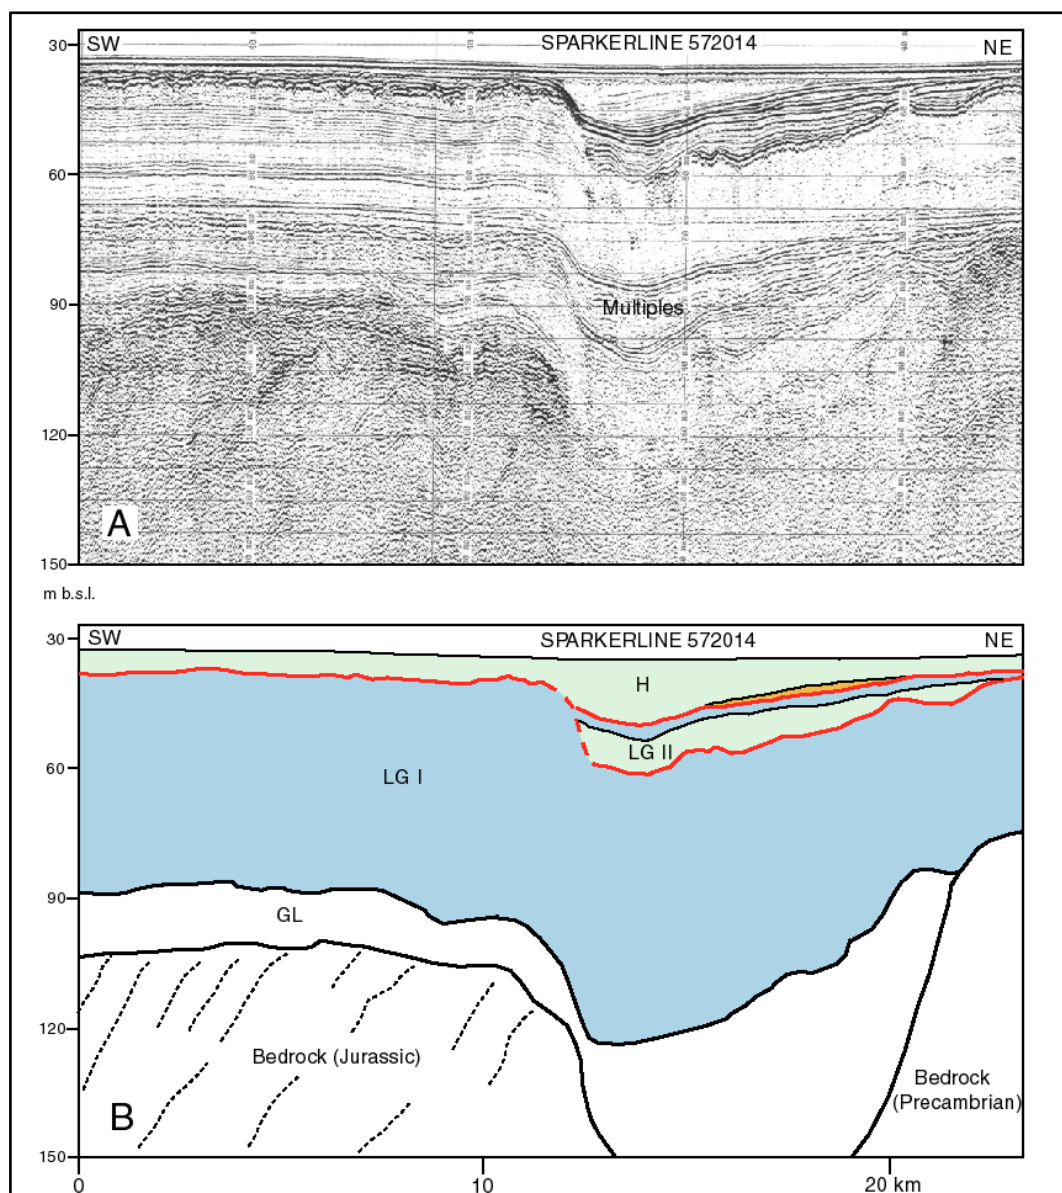 30
SW
SPARKERLINE 572014
NE
60
90
Multiples
120
A
150
m b.s.l.
30
SW
SPARKERLINE 572014
NE
H
LG II
60
LG I
90
GL
120
Bedrock (Jurassic)
Bedrock
(Precambrian)
B
150
0
10
20 km